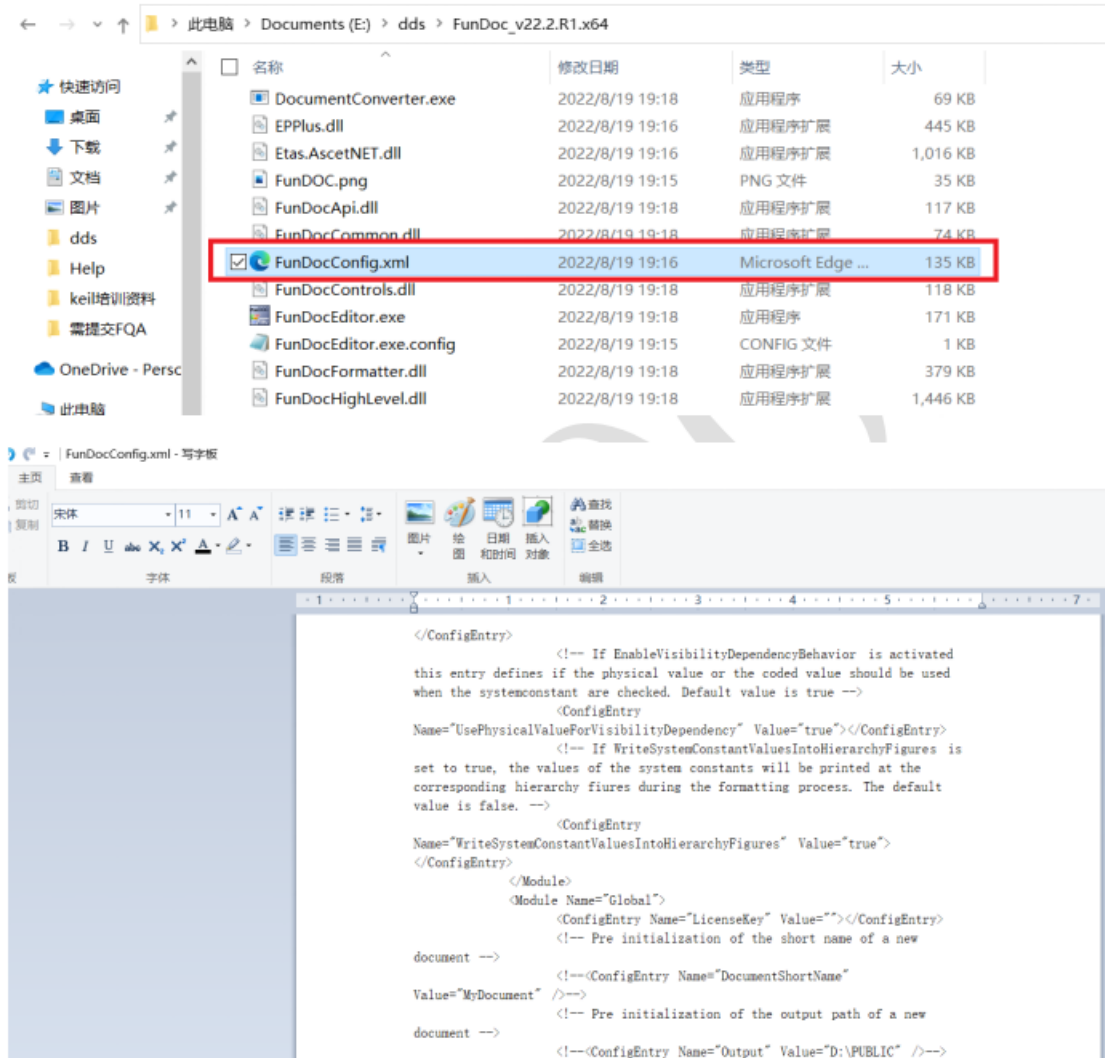 此电脑 > Documents (E:) > dds > FunDoc_v22.2.R1.x64
名称 修改日期 类型 大小
快速访问
桌面
下载
文档
图片
dds
Help
keil培训资料
需提交FQA
OneDrive - Persc
此电脑
DocumentConverter.exe 2022/8/19 19:18 应用程序 69 KB
EPPlus.dll 2022/8/19 19:16 应用程序扩展 445 KB
Etas.AscetNET.dll 2022/8/19 19:16 应用程序扩展 1,016 KB
FunDOC.png 2022/8/19 19:15 PNG 文件 35 KB
FunDocApi.dll 2022/8/19 19:18 应用程序扩展 117 KB
FunDocCommon.dll 2022/8/19 19:18 应用程序扩展 74 KB
FunDocConfig.xml 2022/8/19 19:16 Microsoft Edge ... 135 KB
FunDocControls.dll 2022/8/19 19:18 应用程序扩展 118 KB
FunDocEditor.exe 2022/8/19 19:18 应用程序 171 KB
FunDocEditor.exe.config 2022/8/19 19:15 CONFIG 文件 1 KB
FunDocFormatter.dll 2022/8/19 19:18 应用程序扩展 379 KB
FunDocHighLevel.dll 2022/8/19 19:18 应用程序扩展 1,446 KB
FunDocConfig.xml - 写字板
主页 查看
剪切
复制
宋体 11 A A
B I U abc X₂ X² A
图片 绘图 日期和时间 插入对象
查找
替换
全选
字体 段落 插入 编辑
1 1 2 3 4 5 7
</ConfigEntry>
<!-- If EnableVisibilityDependencyBehavior is activated
this entry defines if the physical value or the coded value should be used
when the systemconstant are checked. Default value is true -->
<ConfigEntry
Name="UsePhysicalValueForVisibilityDependency" Value="true"></ConfigEntry>
<!-- If WriteSystemConstantValuesIntoHierarchyFigures is
set to true, the values of the system constants will be printed at the
corresponding hierarchy fiures during the formatting process. The default
value is false. -->
<ConfigEntry
Name="WriteSystemConstantValuesIntoHierarchyFigures" Value="true">
</ConfigEntry>
</Module>
<Module Name="Global">
<ConfigEntry Name="LicenseKey" Value=""></ConfigEntry>
<!-- Pre initialization of the short name of a new
document -->
<!--<ConfigEntry Name="DocumentShortName"
Value="MyDocument" />-->
<!-- Pre initialization of the output path of a new
document -->
<!--<ConfigEntry Name="Output" Value="D:\PUBLIC" />-->